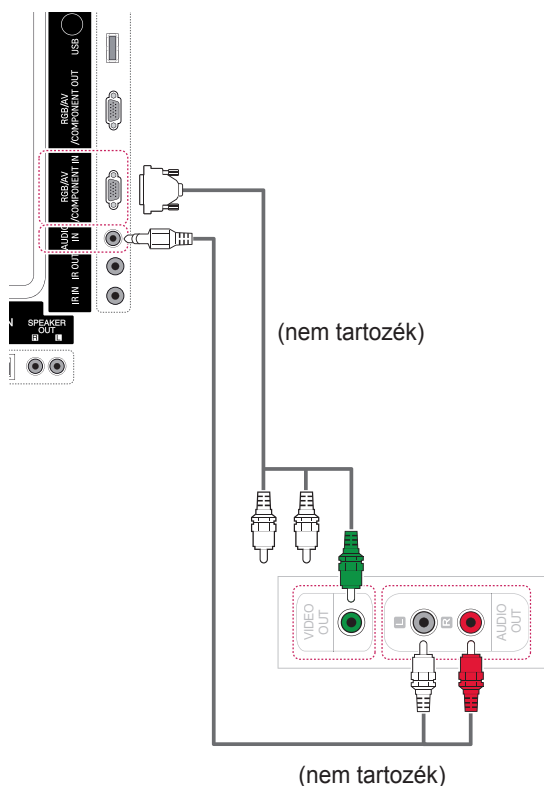 USB
RGB/AV
/COMPONENT OUT
RGB/AV
/COMPONENT IN
AUDIO
IN
IR OUT
IR IN
N
SPEAKER
OUT
R L
(nem tartozék)
VIDEO
OUT
L R
AUDIO
OUT
(nem tartozék)